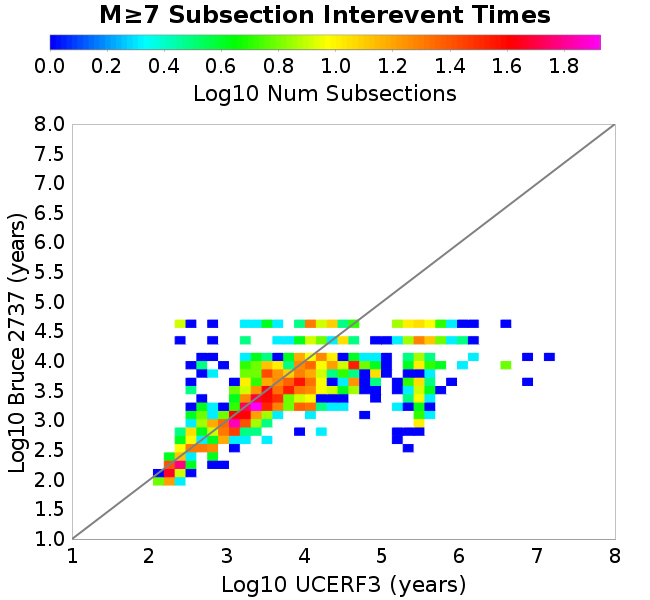 M≥7 Subsection Interevent Times
0.0 0.2 0.4 0.6 0.8 1.0 1.2 1.4 1.6 1.8
Log10 Num Subsections
8.0
7.5
7.0
6.5
6.0
5.5
5.0
4.5
4.0
3.5
3.0
2.5
2.0
1.5
1.0
Log10 Bruce 2737 (years)
1 2 3 4 5 6 7 8
Log10 UCERF3 (years)